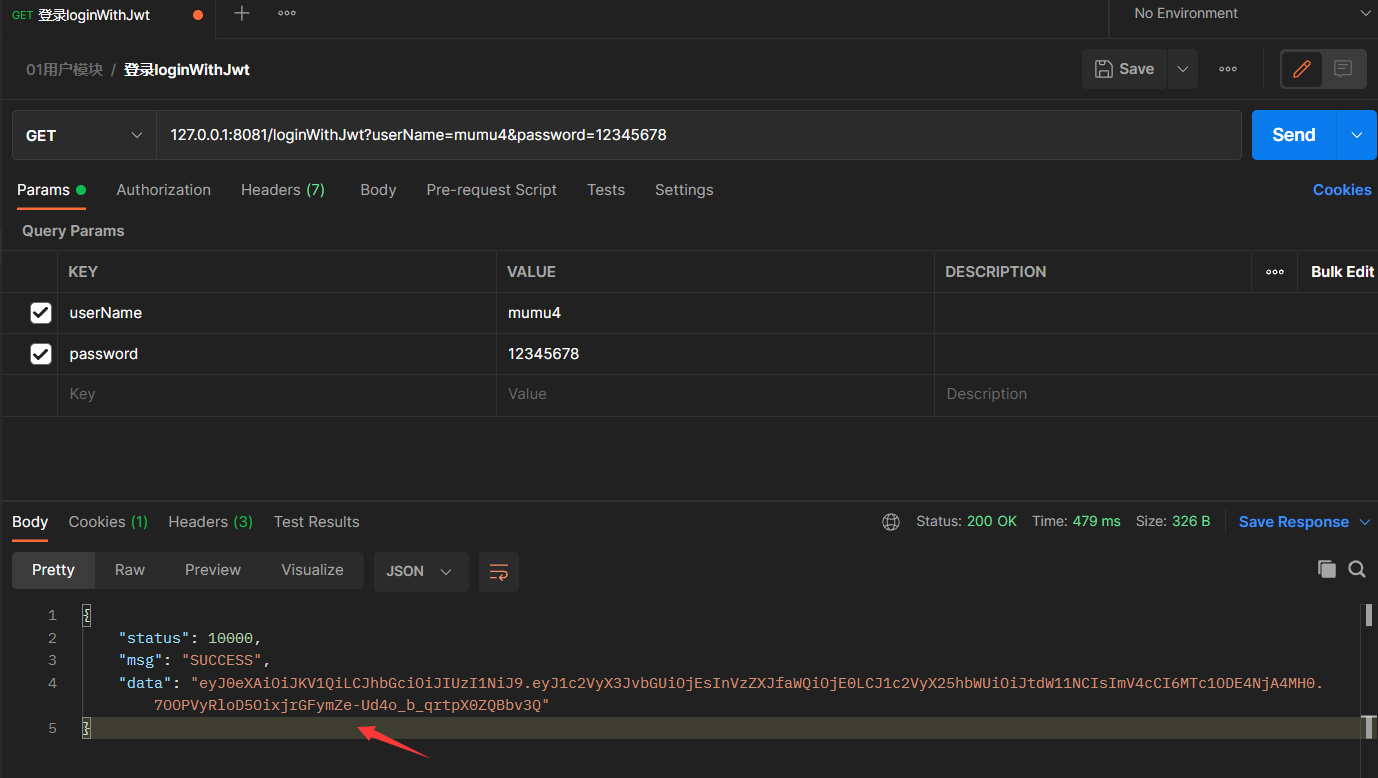 GET 登录loginWithJwt
No Environment
01用户模块 / 登录loginWithJwt
Save
GET 127.0.0.1:8081/loginWithJwt?userName=mumu4&password=12345678 Send
Params Authorization Headers (7) Body Pre-request Script Tests Settings Cookies
Query Params
KEY VALUE DESCRIPTION Bulk Edit
userName mumu4
password 12345678
Key Value Description
Body Cookies (1) Headers (3) Test Results Status: 200 OK Time: 479 ms Size: 326 B Save Response
Pretty Raw Preview Visualize JSON
1 {
2 "status": 10000,
3 "msg": "SUCCESS",
4 "data": "eyJ0eXAiOiJKV1QiLCJhbGciOiJIUzI1NiJ9.eyJ1c2VyX3JvbGUiOjEsInVzZXJfaWQiOjE0LCJ1c2VyX25hbWUiOiJtdW11NCIsImV4cCI6MTc1ODE4NjA4MH0.
7OOPVyRloD5OixjrGFymZe-Ud4o_b_qrtpX0ZQBbv3Q"
5 }